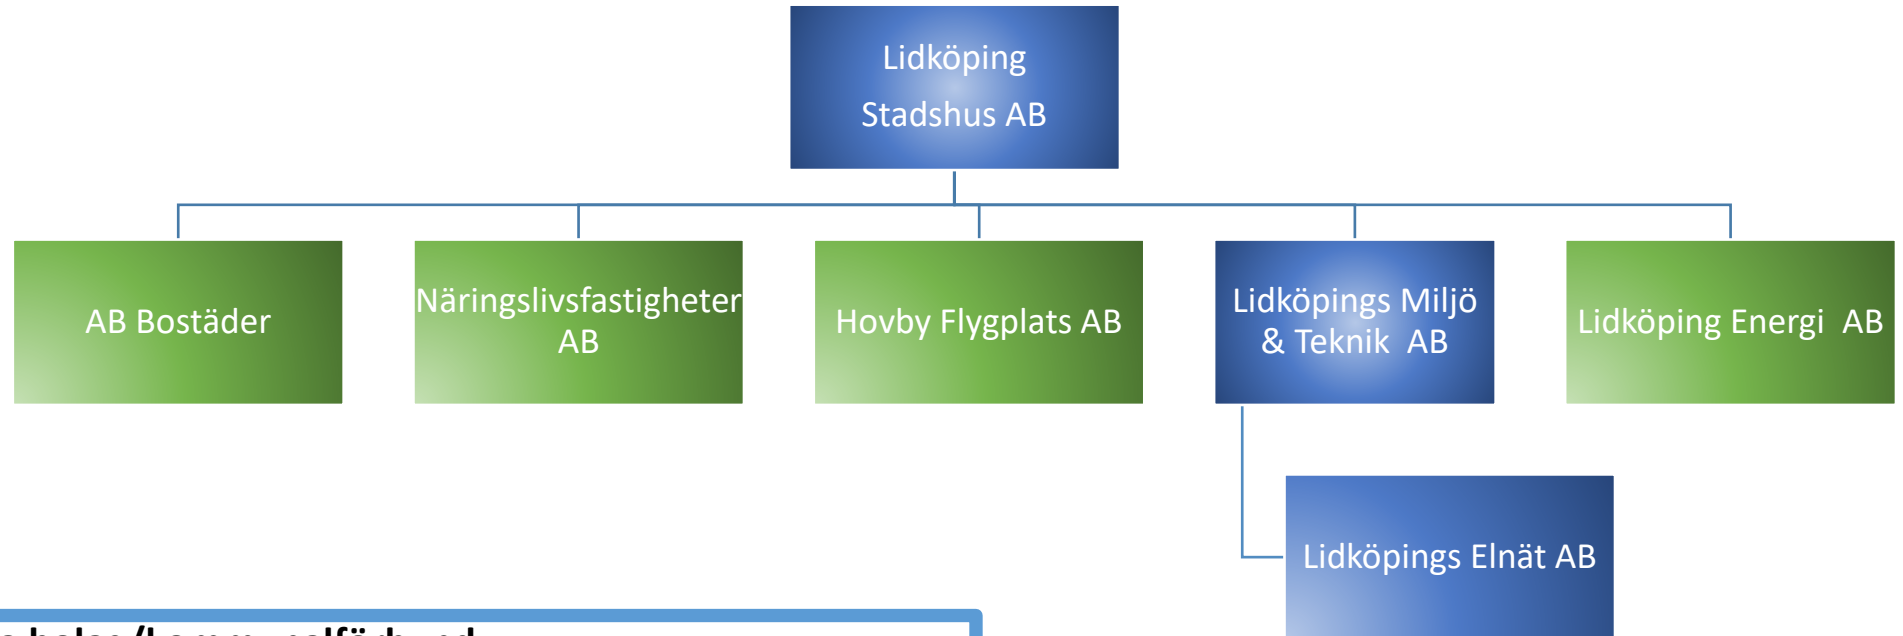 Lidköping
Stadshus AB
AB Bostäder
Näringslivsfastigheter
AB
Hovby Flygplats AB
Lidköpings Miljö
& Teknik AB
Lidköping Energi AB
Lidköpings Elnät AB